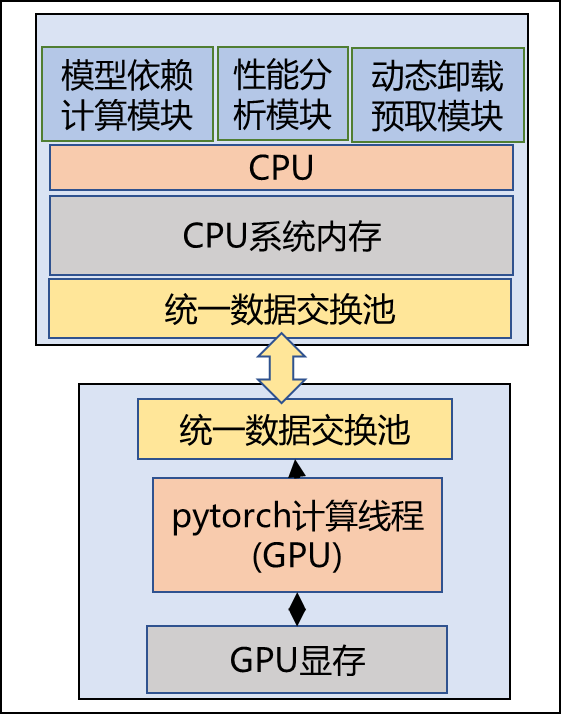 模型依赖
计算模块
性能分
析模块
动态卸载
预取模块
CPU
CPU系统内存
统一数据交换池
统一数据交换池
pytorch计算线程
(GPU)
GPU显存